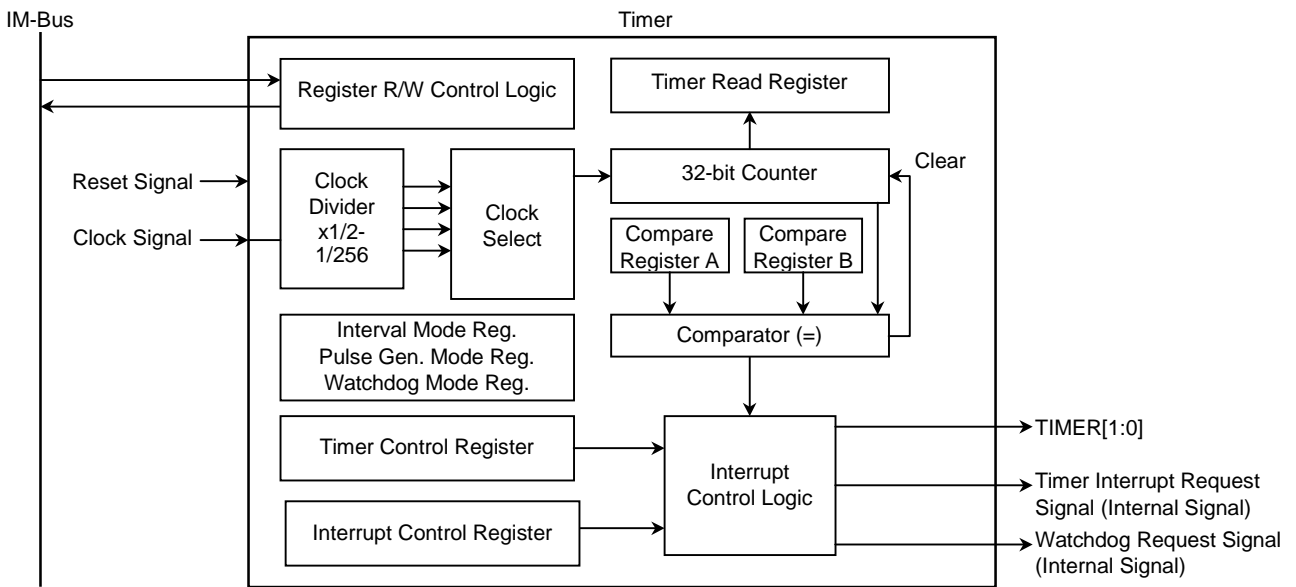 IM-Bus
Timer
Register R/W Control Logic
Timer Read Register
Reset Signal
Clock Signal
Clock
Divider
x1/2-
1/256
Clock
Select
32-bit Counter
Clear
Compare
Register A
Compare
Register B
Comparator (=)
Interval Mode Reg.
Pulse Gen. Mode Reg.
Watchdog Mode Reg.
Timer Control Register
Interrupt Control Register
Interrupt
Control Logic
TIMER[1:0]
Timer Interrupt Request
Signal (Internal Signal)
Watchdog Request Signal
(Internal Signal)